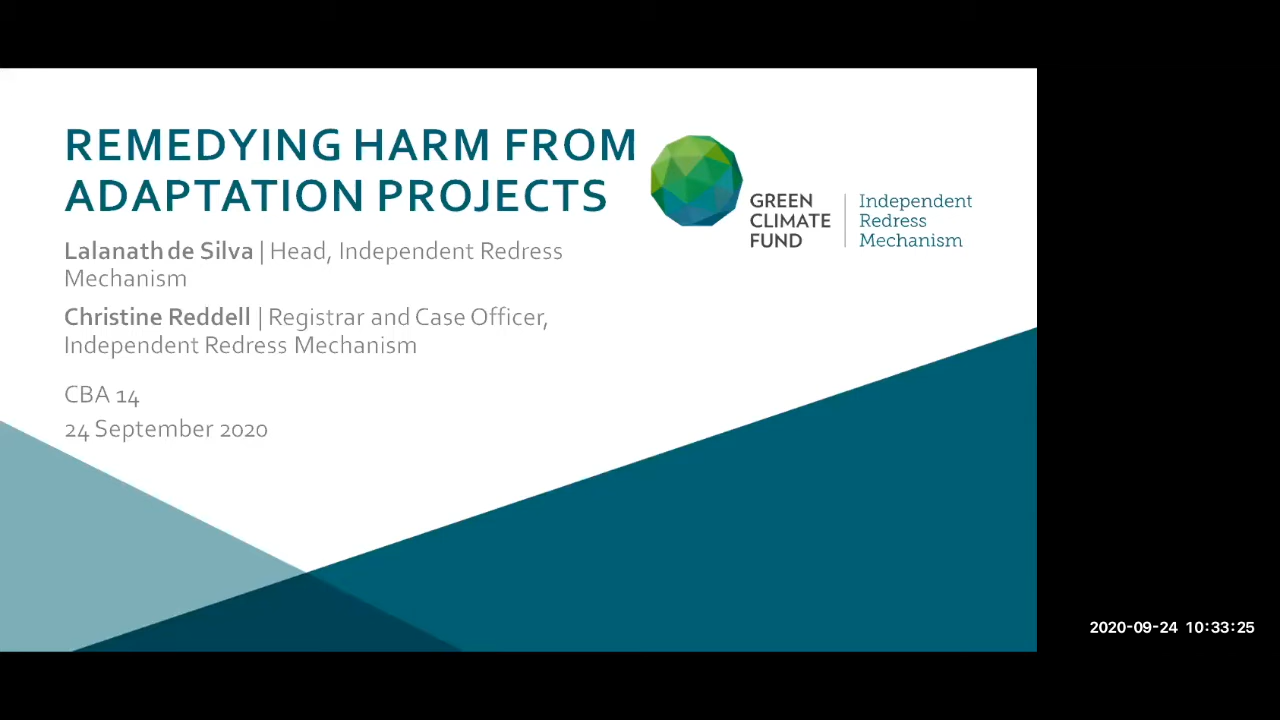 REMEDYING HARM FROM
ADAPTATION PROJECTS
Lalanath de Silva | Head, Independent Redress
Mechanism
Christine Reddell | Registrar and Case Officer,
Independent Redress Mechanism
CBA 14
24 September 2020
GREEN
CLIMATE
FUND
Independent
Redress
Mechanism
2020-09-24 10:33:25